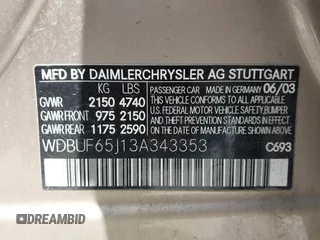 MFD BY DAIMLERCHRYSLER AG STUTTGART
KG LBS
GVWR 2150 4740
GAWR FRONT 975 2150
GAWR REAR 1175 2590
PASSENGER CAR MADE IN GERMANY 06/03
THIS VEHICLE CONFORMS TO ALL
APPLICABLE U.S. FEDERAL MOTOR
VEHICLE SAFETY, BUMPER, AND
THEFT PREVENTION STANDARDS IN
EFFECT ON THE DATE OF
MANUFACTURE SHOWN ABOVE.
WDBUF65J13A343353
C693
DREAMBID